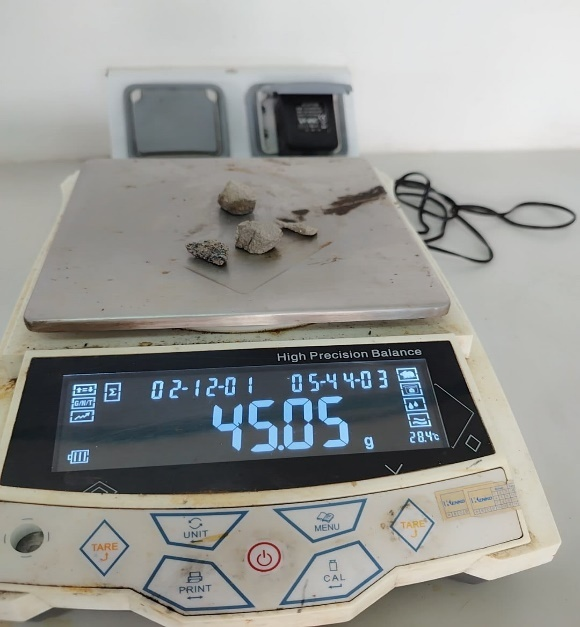 High Precision Balance
02-12-01 05-44-03
G/N/T
45.05 g
28.4℃
UNIT
MENU
TARE
TARE
PRINT
CAL